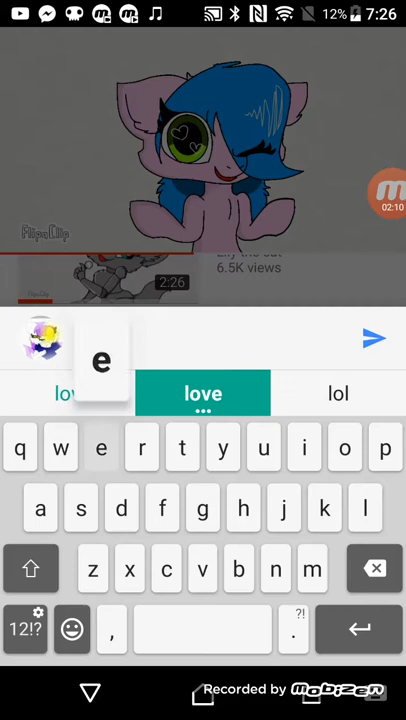 12% 7:26
02:10
FlipaClip
Lily the cat
6.5K views
FlipaClip
2:26
e
lov love lol
q w e r t y u i o p
a s d f g h j k l
z x c v b n m
12!? , . ?!
Recorded by MOBIZEN